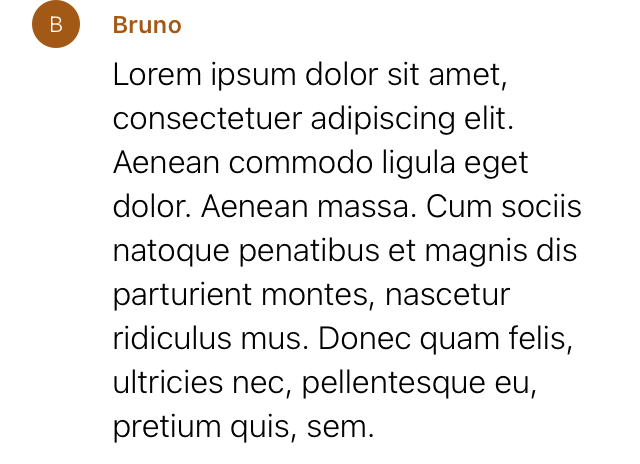 B
Bruno
Lorem ipsum dolor sit amet,
consectetuer adipiscing elit.
Aenean commodo ligula eget
dolor. Aenean massa. Cum sociis
natoque penatibus et magnis dis
parturient montes, nascetur
ridiculus mus. Donec quam felis,
ultricies nec, pellentesque eu,
pretium quis, sem.